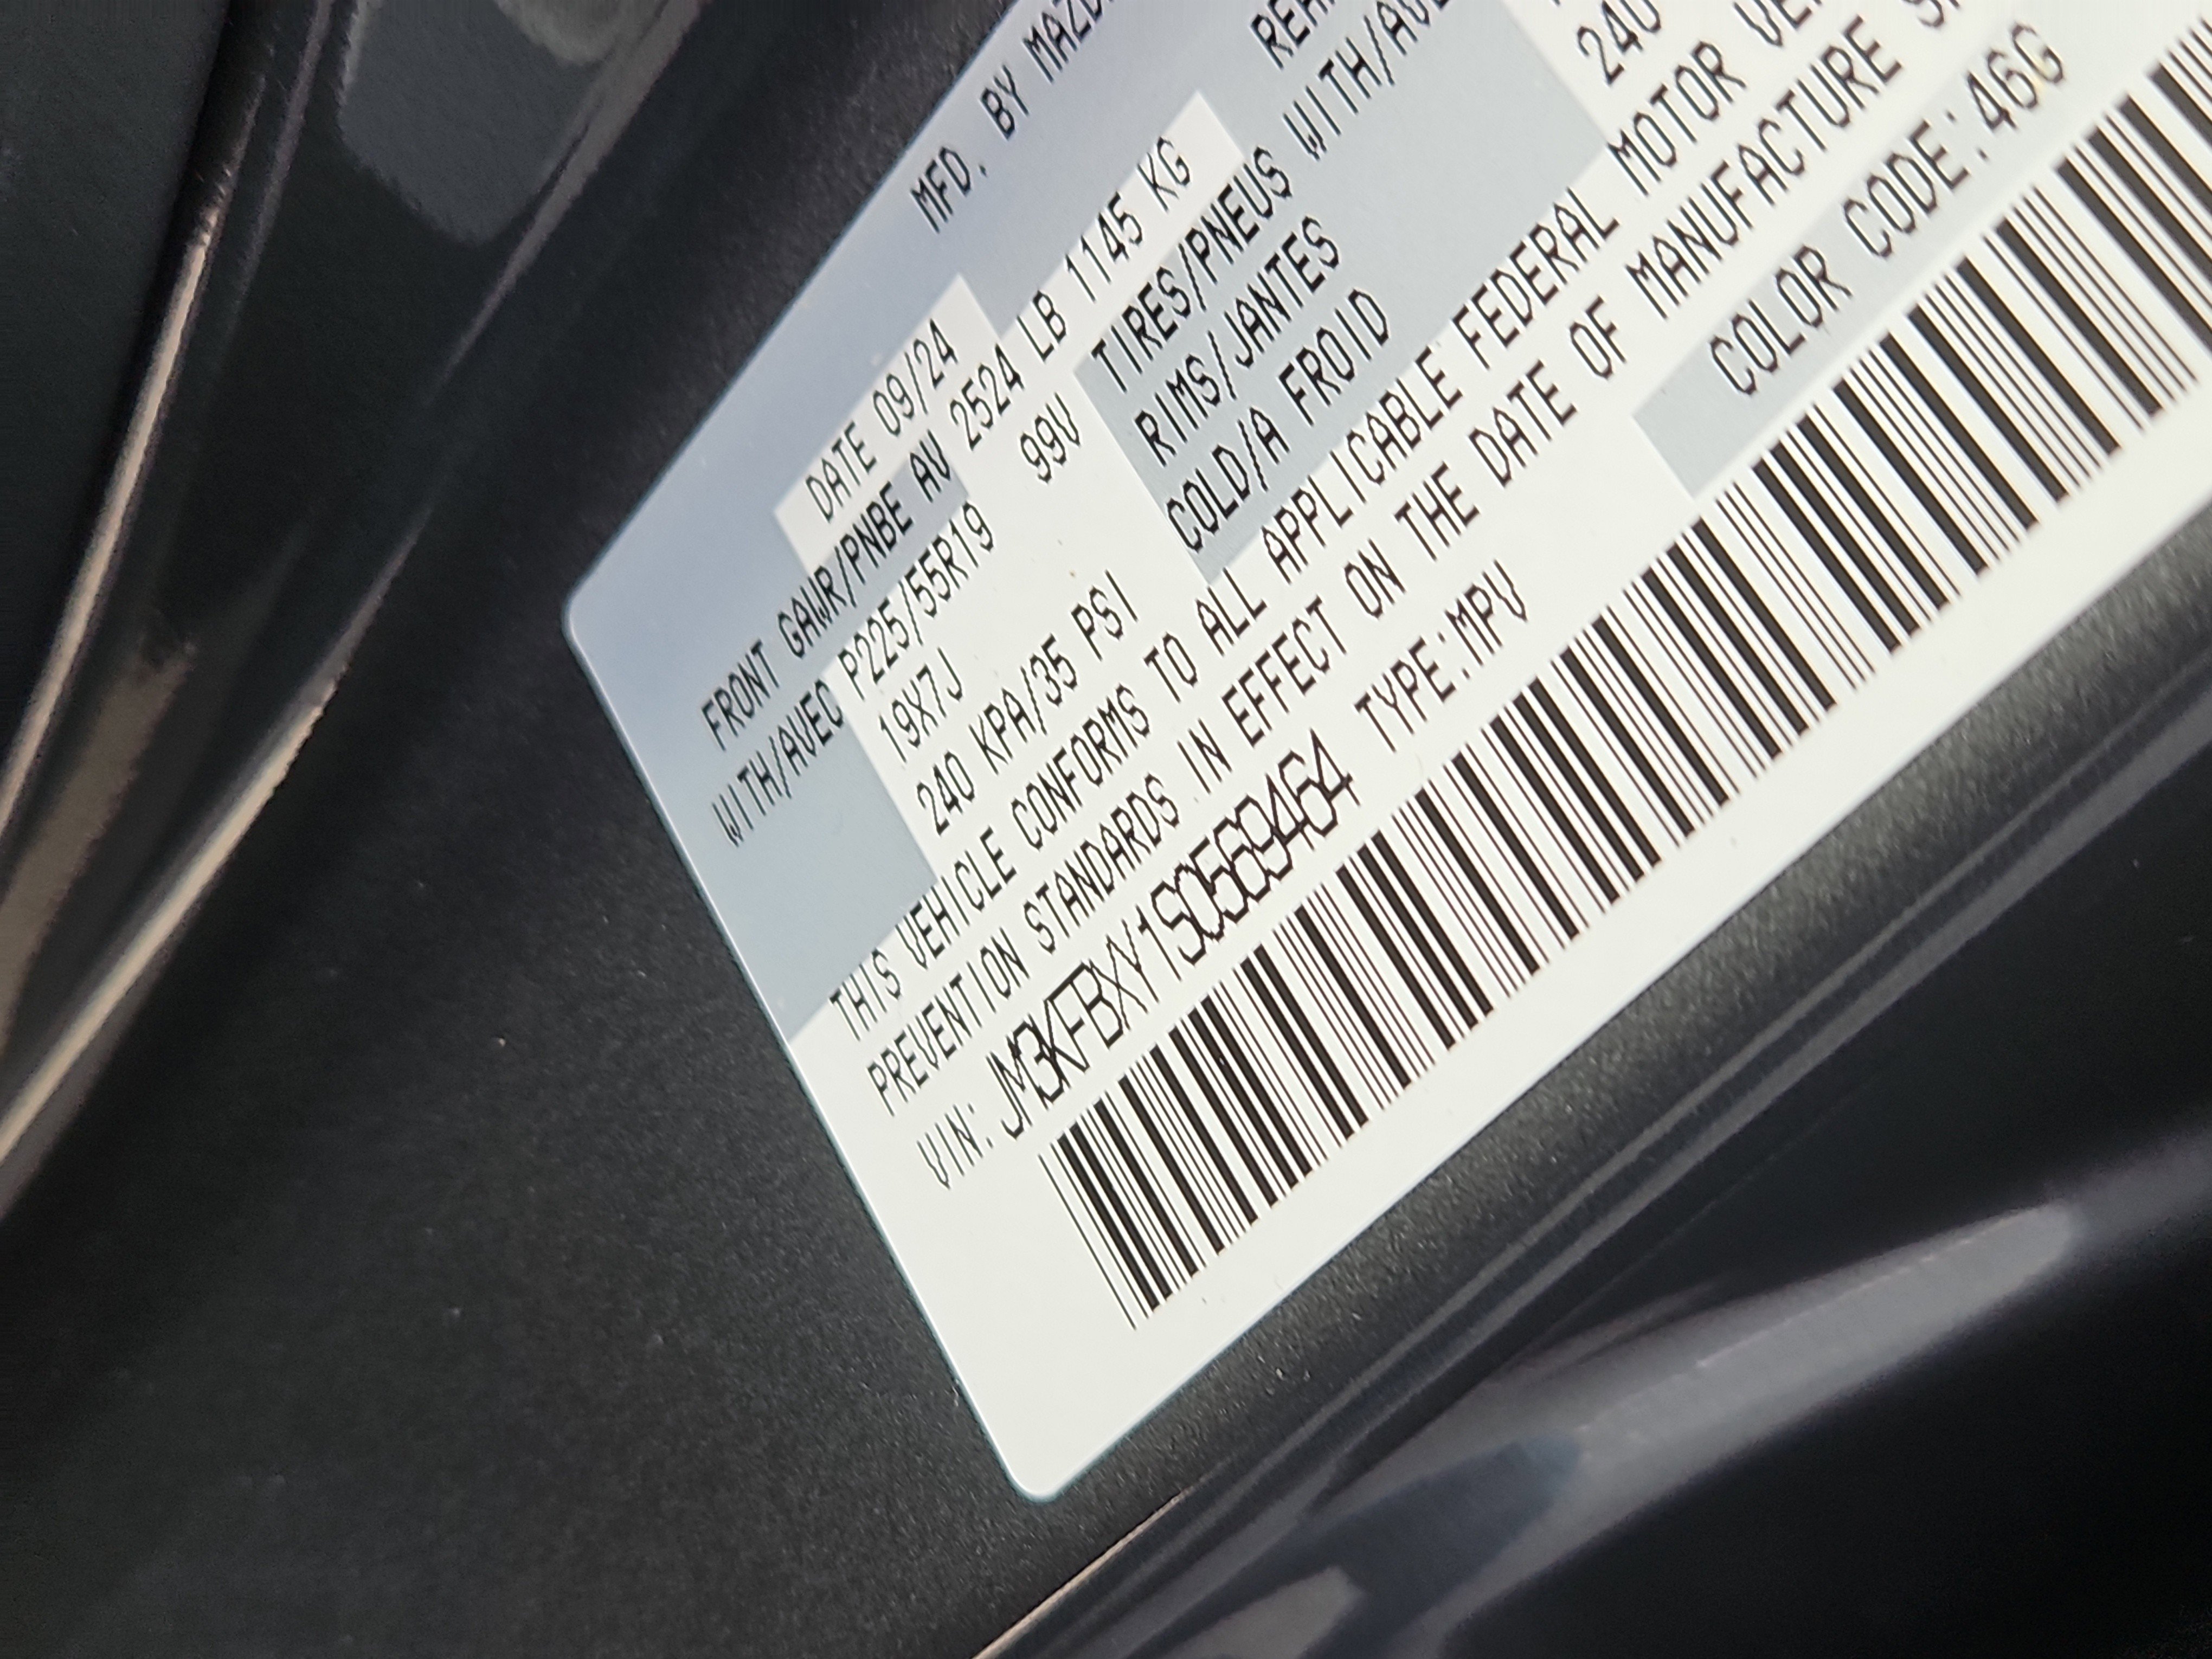 MFD. BY MAZD
DATE 09/24
FRONT GAWR/PNBE AV 2524 LB 1145 KG
WITH/AVEC P225/55R19 99V TIRES/PNEUS WITH/AVE
19X7J RIMS/JANTES
240 KPA/35 PSI COLD/A FROID 240
THIS VEHICLE CONFORMS TO ALL APPLICABLE FEDERAL MOTOR
PREVENTION STANDARDS IN EFFECT ON THE DATE OF MANUFACTURE
VIN: JM3KFBXY1S0569464 TYPE:MPV COLOR CODE:46G